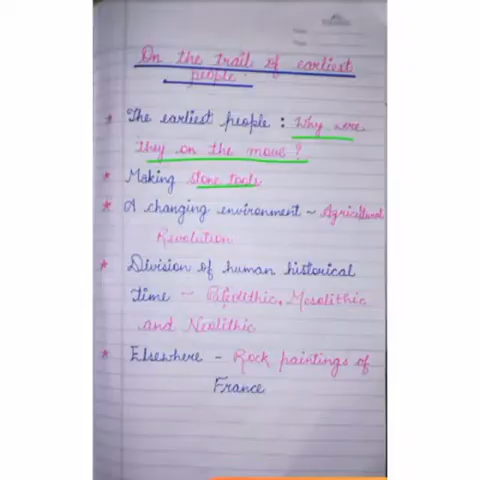 On the trail of earliest
people.
* The earliest people : Why were
they on the move ?
* Making stone tools
* A changing environment ~ Agricultural
Revolution
* Division of human historical
time ~ Paleolithic, Mesolithic
and Neolithic
* Elsewhere - Rock paintings of
France